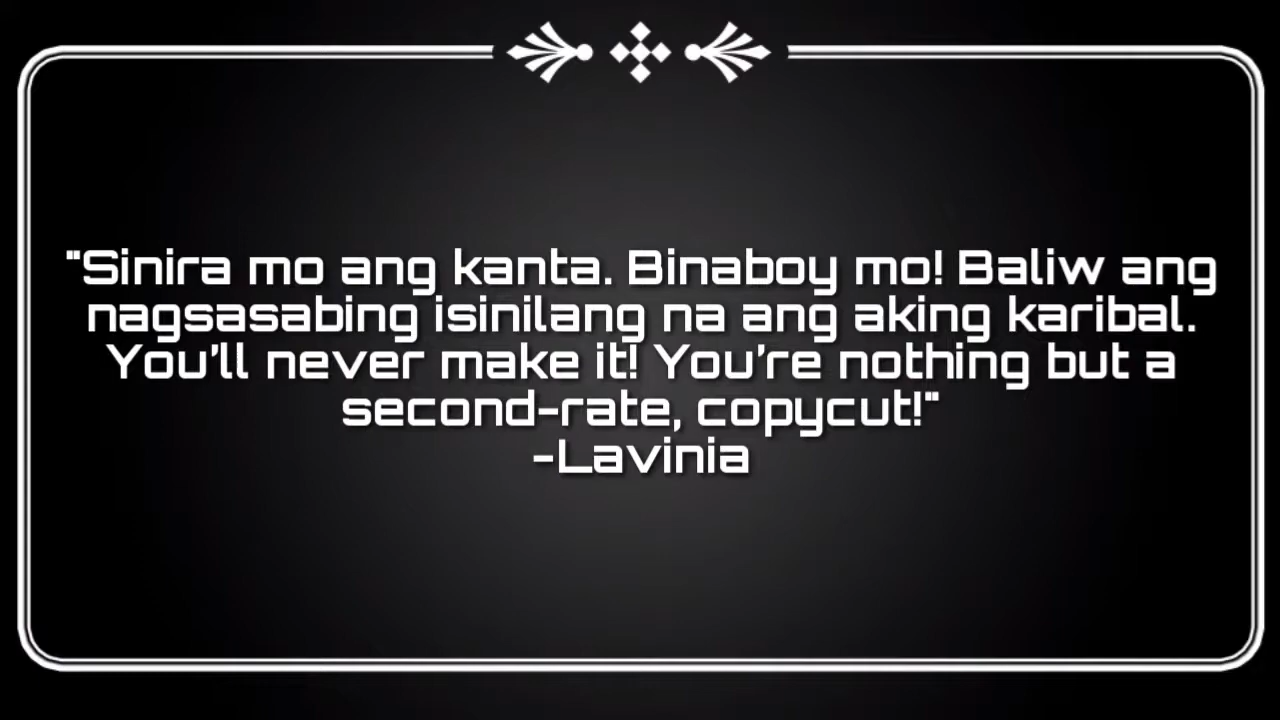 "Sinira mo ang kanta. Binaboy mo! Baliw ang
nagsasabing isinilang na ang aking karibal.
You'll never make it! You're nothing but a
second-rate, copycut!"
-Lavinia